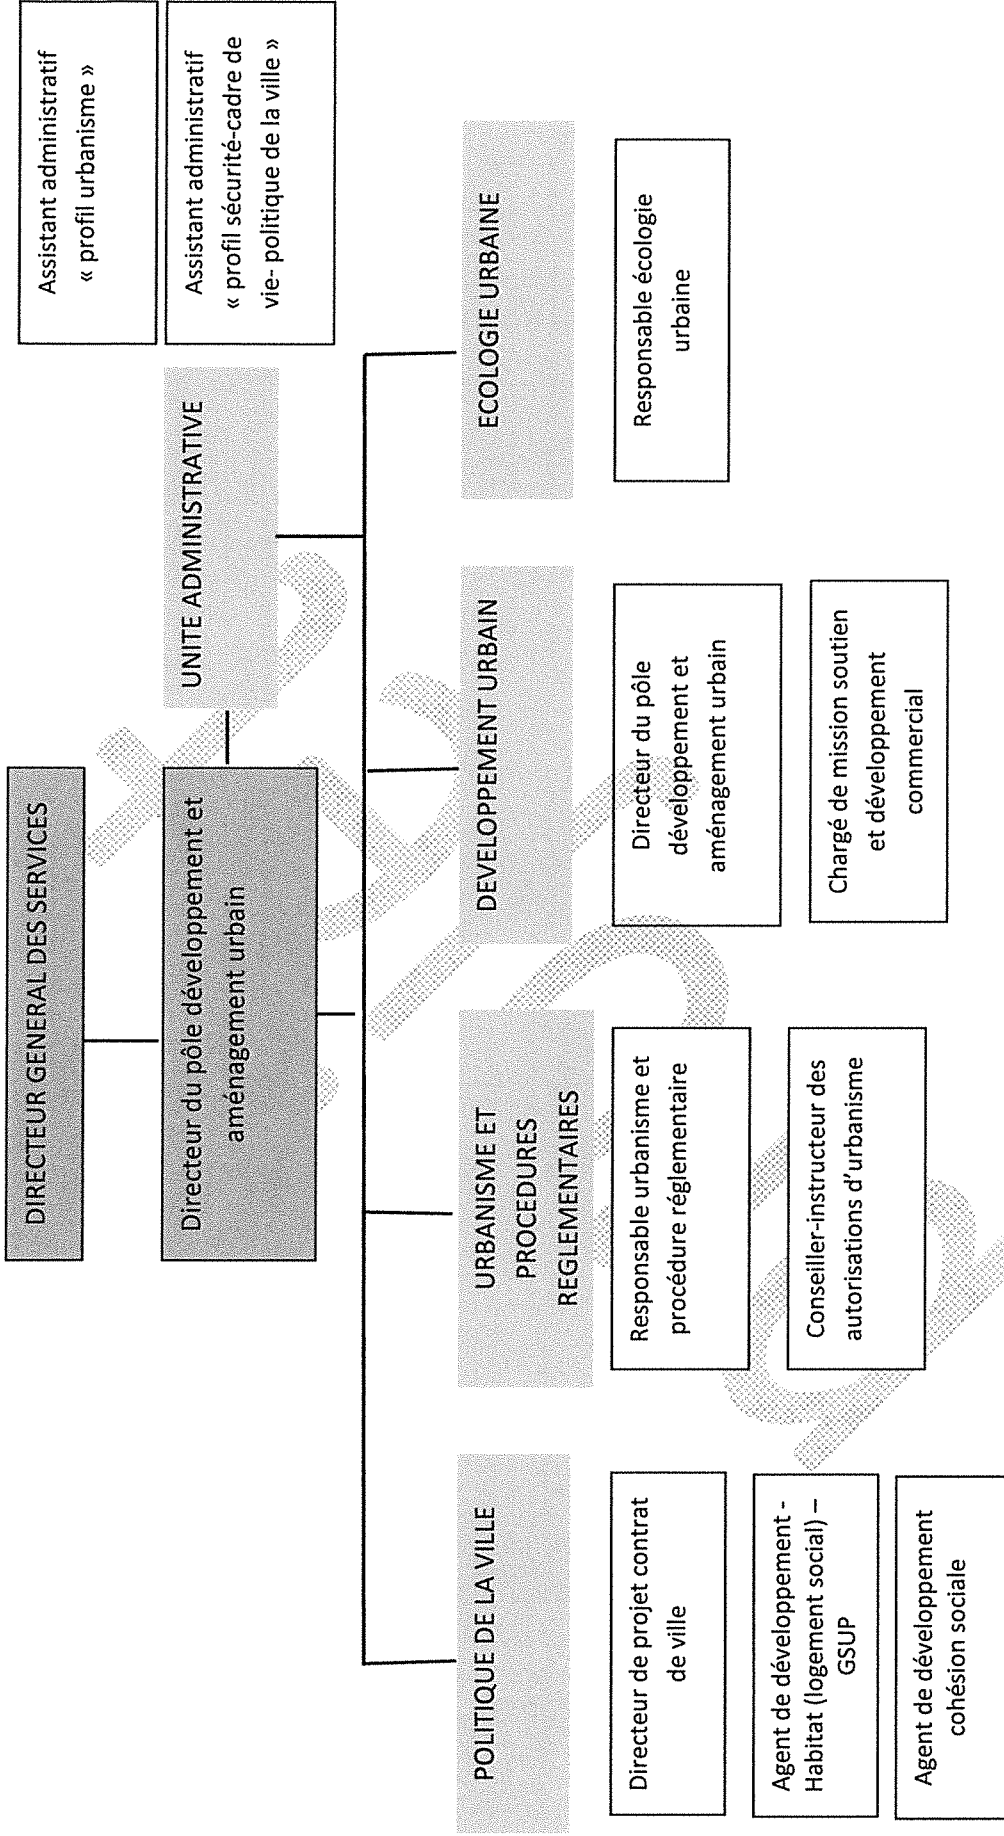 DIRECTEUR GENERAL DES SERVICES
Directeur du pôle développement et
aménagement urbain
UNITE ADMINISTRATIVE
Assistant administratif
« profil urbanisme »
Assistant administratif
« profil sécurité-cadre de
vie- politique de la ville »
POLITIQUE DE LA VILLE
Directeur de projet contrat
de ville
Agent de développement -
Habitat (logement social) –
GSUP
Agent de développement
cohésion sociale
URBANISME ET
PROCEDURES
REGLEMENTAIRES
Responsable urbanisme et
procédure réglementaire
Conseiller-instructeur des
autorisations d'urbanisme
DEVELOPPEMENT URBAIN
Directeur du pôle
développement et
aménagement urbain
Chargé de mission soutien
et développement
commercial
ECOLOGIE URBAINE
Responsable écologie
urbaine